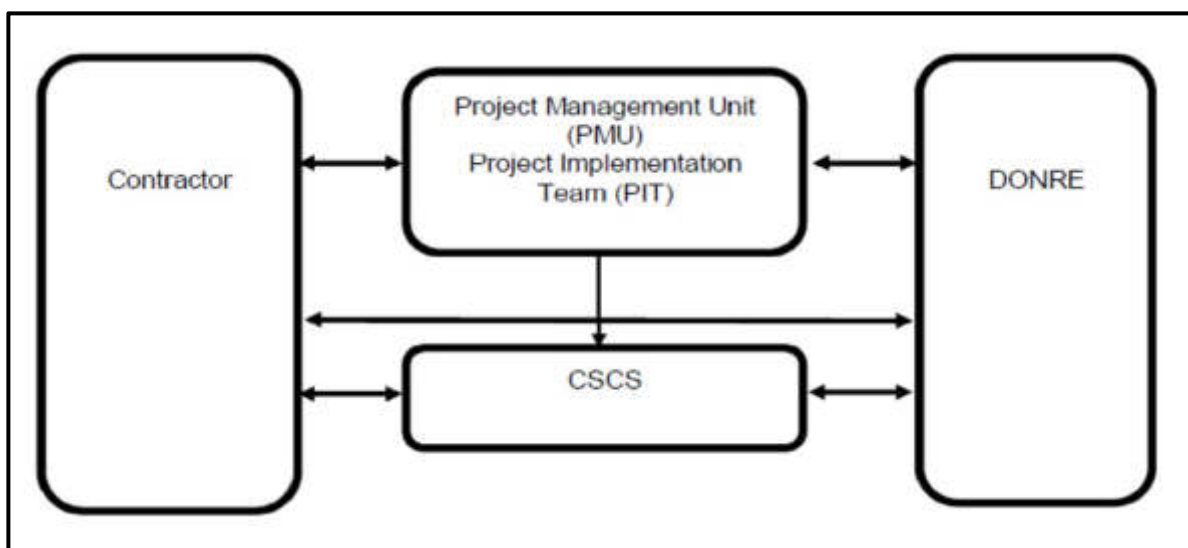 Contractor
Project Management Unit
(PMU)
Project Implementation
Team (PIT)
DONRE
CSCS